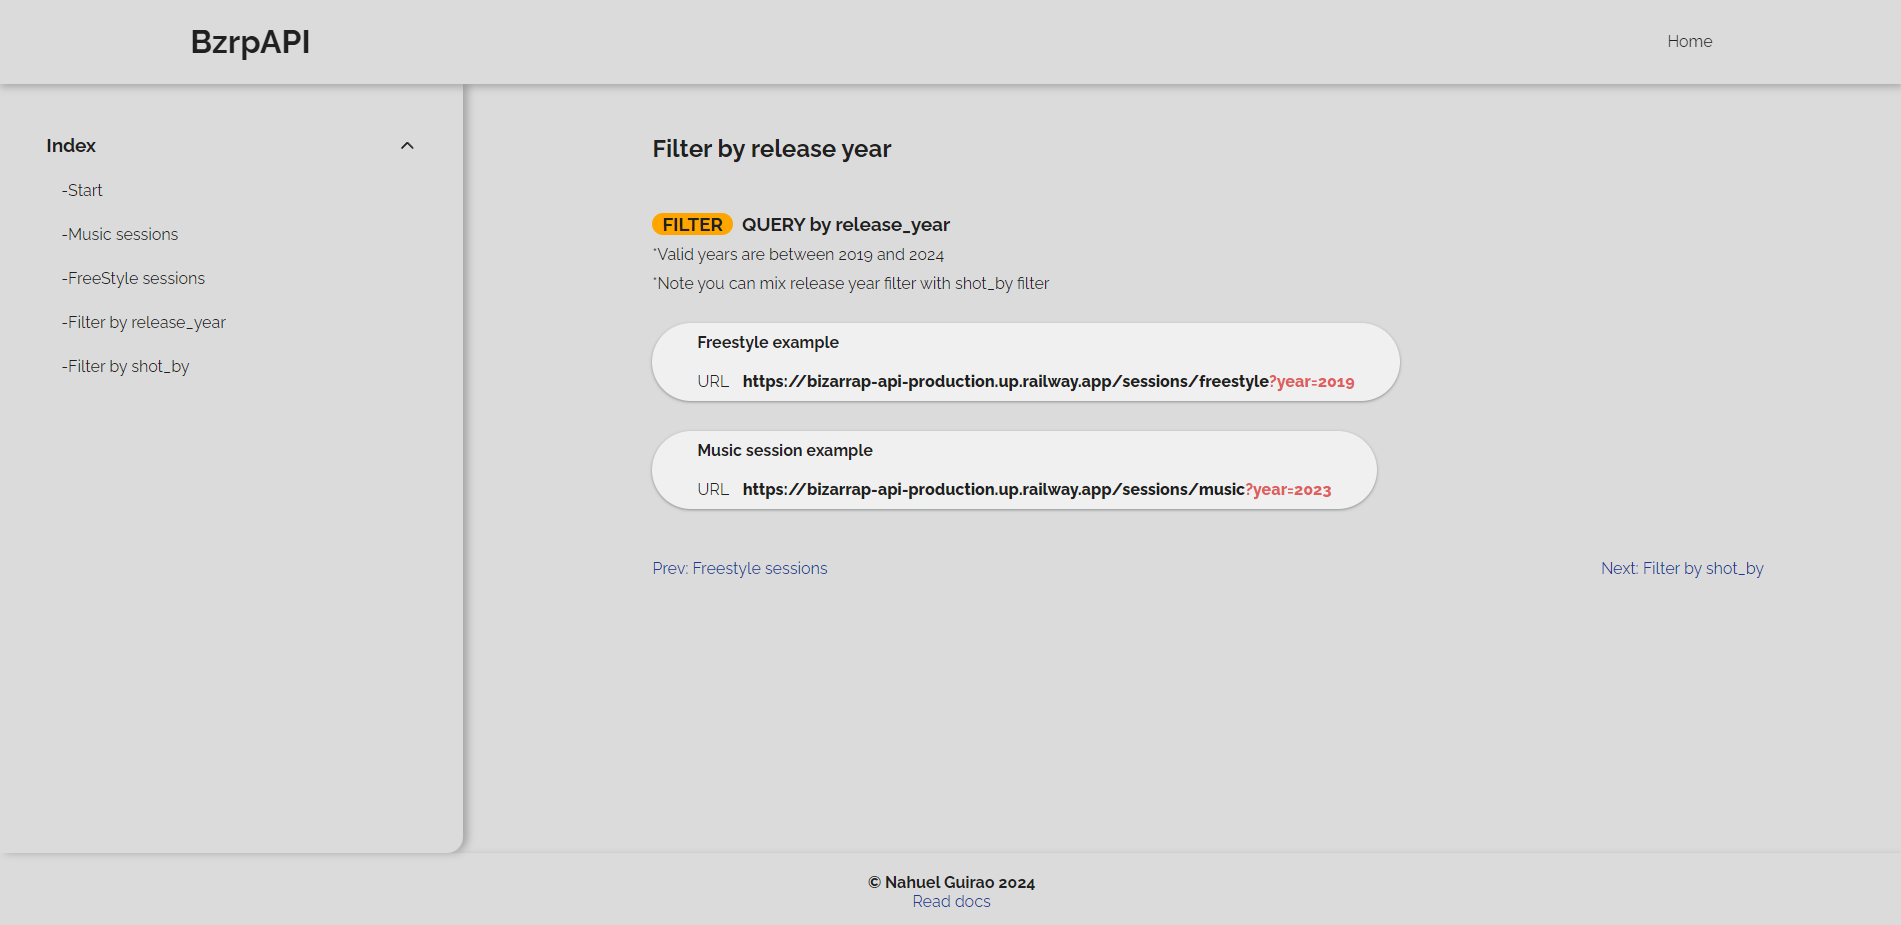 BzrpAPI
Home
Index
-Start
-Music sessions
-FreeStyle sessions
-Filter by release_year
-Filter by shot_by
Filter by release year
FILTER QUERY by release_year
*Valid years are between 2019 and 2024
*Note you can mix release year filter with shot_by filter
Freestyle example
URL https://bizarrap-api-production.up.railway.app/sessions/freestyle?year=2019
Music session example
URL https://bizarrap-api-production.up.railway.app/sessions/music?year=2023
Prev: Freestyle sessions
Next: Filter by shot_by
© Nahuel Guirao 2024
Read docs